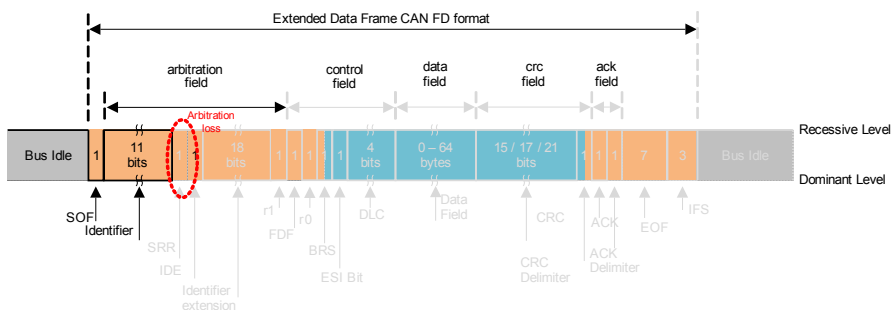 Extended Data Frame CAN FD format
arbitration field
control field
data field
crc field
ack field
Arbitration loss
Recessive Level
Bus Idle
1
11 bits
1
1
18 bits
1
1
1
1
1
4 bits
0 – 64 bytes
15 / 17 / 21 bits
1
1
1
7
3
Bus Idle
Dominant Level
SOF
Identifier
SRR
IDE
Identifier extension
r1
FDF
r0
BRS
ESI Bit
DLC
Data Field
CRC
CRC Delimiter
ACK
ACK Delimiter
EOF
IFS